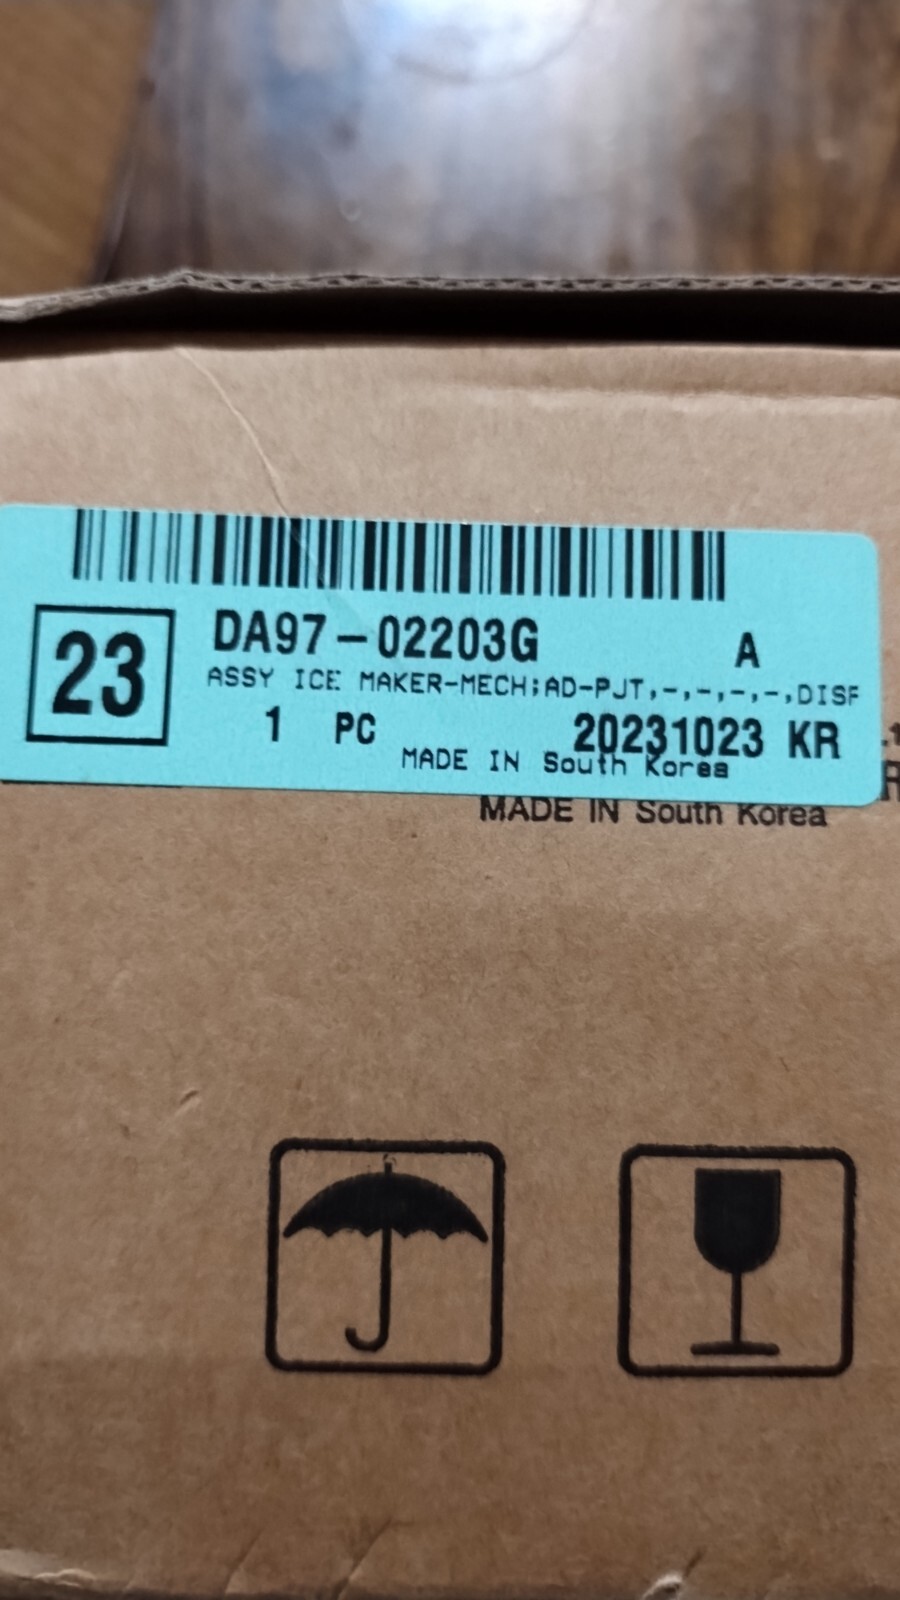 23
DA97-02203G
A
ASSY ICE MAKER-MECH;AD-PJT,-,-,-,-,DISP
1 PC
20231023 KR
MADE IN South Korea
MADE IN South Korea